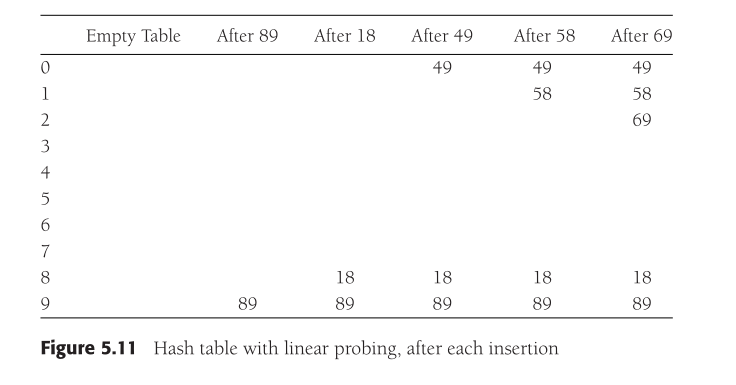 Empty Table After 89 After 18 After 49 After 58 After 69
0 49 49 49
1 58 58
2 69
3
4
5
6
7
8 18 18 18 18
9 89 89 89 89 89
Figure 5.11 Hash table with linear probing, after each insertion